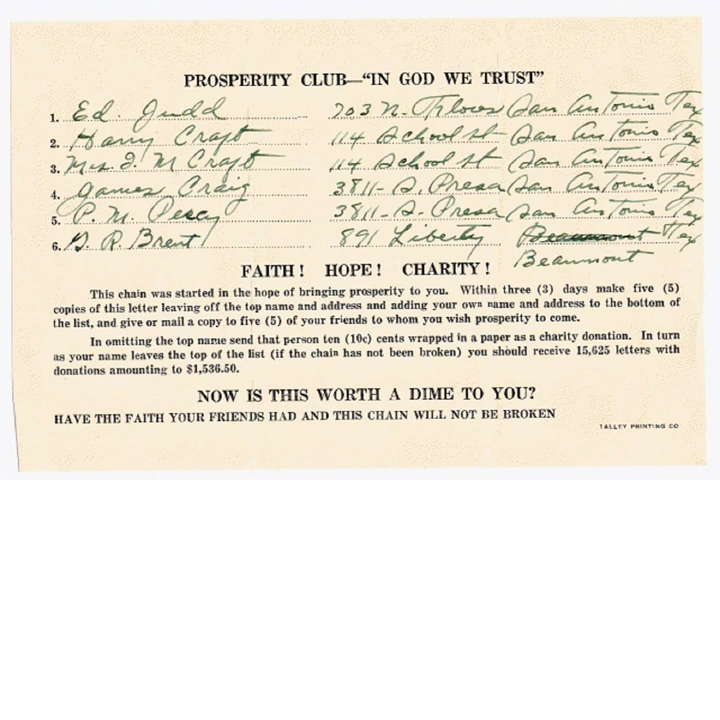 PROSPERITY CLUB—“IN GOD WE TRUST”
1. Ed. Judd 703 N. San Antonio Tex
2. Harry Craft 114 School St San Antonio Tex
3. Mrs. J. M Craft 114 School St San Antonio Tex
4. James Craig 3811-S. Presa San Antonio Tex
5. P. M. 3811-S. Presa San Antonio Tex
6. G. R. Brent 891 Liberty Beaumont Tex
Beaumont
FAITH! HOPE! CHARITY!
This chain was started in the hope of bringing prosperity to you. Within three (3) days make five (5)
copies of this letter leaving off the top name and address and adding your own name and address to the bottom of
the list, and give or mail a copy to five (5) of your friends to whom you wish prosperity to come.
In omitting the top name send that person ten (10c) cents wrapped in a paper as a charity donation. In turn
as your name leaves the top of the list (if the chain has not been broken) you should receive 15,625 letters with
donations amounting to $1,536.50.
NOW IS THIS WORTH A DIME TO YOU?
HAVE THE FAITH YOUR FRIENDS HAD AND THIS CHAIN WILL NOT BE BROKEN
TALLEY PRINTING CO